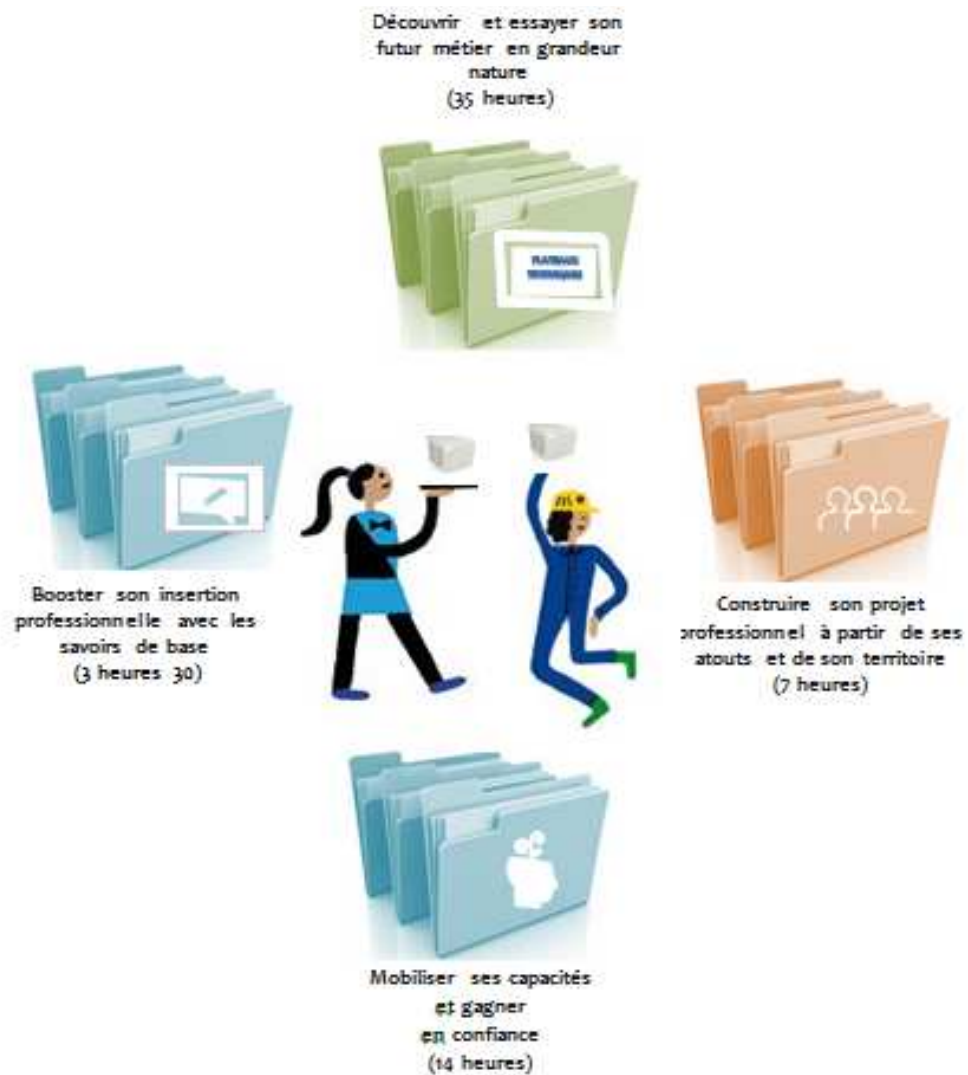 Découvrir et essayer son
futur métier en grandeur
nature
(35 heures)
PLATEAUX
TECHNIQUES
Booster son insertion
professionnelle avec les
savoirs de base
(3 heures 30)
Construire son projet
professionnel à partir de ses
atouts et de son territoire
(7 heures)
Mobiliser ses capacités
et gagner
en confiance
(14 heures)